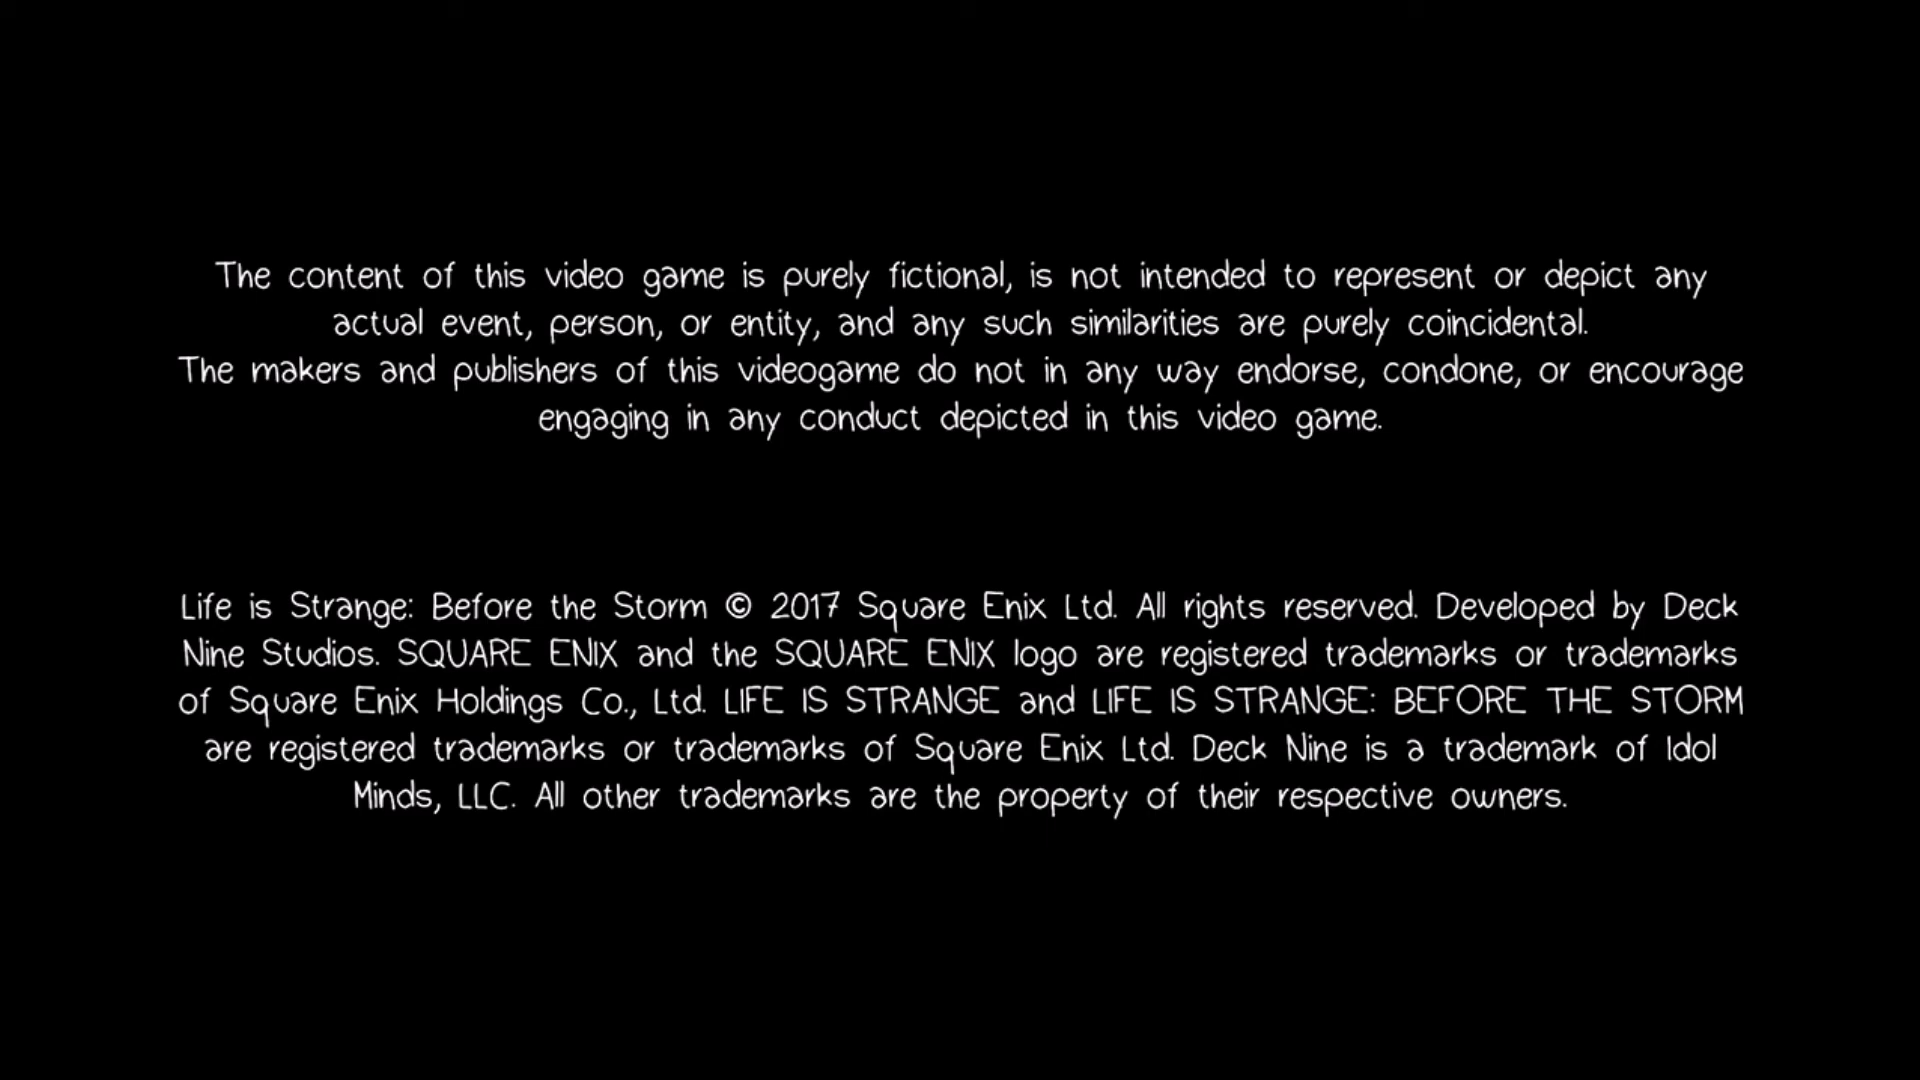 The content of this video game is purely fictional, is not intended to represent or depict any
actual event, person, or entity, and any such similarities are purely coincidental.
The makers and publishers of this videogame do not in any way endorse, condone, or encourage
engaging in any conduct depicted in this video game.
Life is Strange: Before the Storm © 2017 Square Enix Ltd. All rights reserved. Developed by Deck
Nine Studios. SQUARE ENIX and the SQUARE ENIX logo are registered trademarks or trademarks
of Square Enix Holdings Co., Ltd. LIFE IS STRANGE and LIFE IS STRANGE: BEFORE THE STORM
are registered trademarks or trademarks of Square Enix Ltd. Deck Nine is a trademark of Idol
Minds, LLC. All other trademarks are the property of their respective owners.